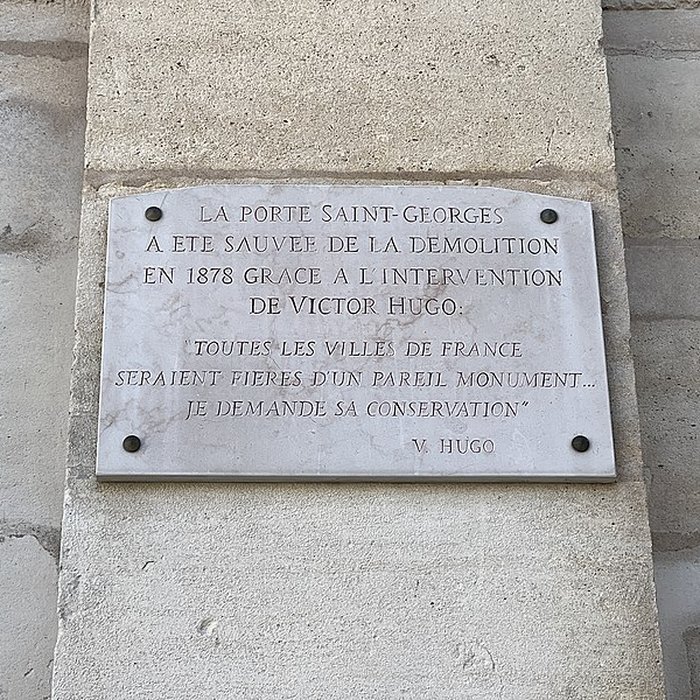 LA PORTE SAINT-GEORGES
A ETE SAUVEE DE LA DEMOLITION
EN 1878 GRACE A L'INTERVENTION
DE VICTOR HUGO:
"TOUTES LES VILLES DE FRANCE
SERAIENT FIERES D'UN PAREIL MONUMENT...
JE DEMANDE SA CONSERVATION"
V. HUGO